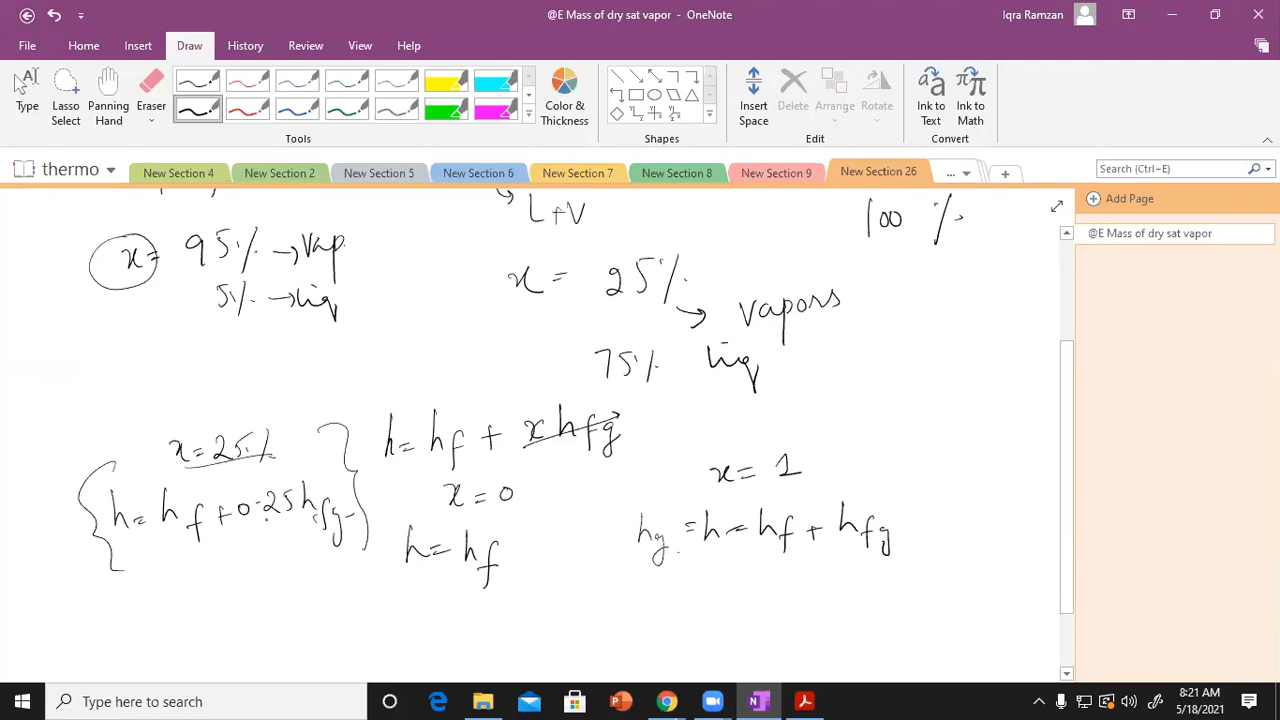 @E Mass of dry sat vapor - OneNote
Iqra Ramzan
File Home Insert Draw History Review View Help
Type
Lasso Select
Panning Hand
Eraser
Color & Thickness
Insert Space
Delete
Arrange
Rotate
Ink to Text
Ink to Math
Tools
Shapes
Edit
Convert
thermo
New Section 4
New Section 2
New Section 5
New Section 6
New Section 7
New Section 8
New Section 9
New Section 26
...
Search (Ctrl+E)
Add Page
@E Mass of dry sat vapor
L+V
100 %
x = 95% → Vap
5% → Liq
x = 25%
→ Vapors
75% Liq
h = hf + x hfg
x = 25%
h = hf + 0.25 hfg
x = 0
h = hf
x = 1
hg = h = hf + hfg
Type here to search
8:21 AM
5/18/2021